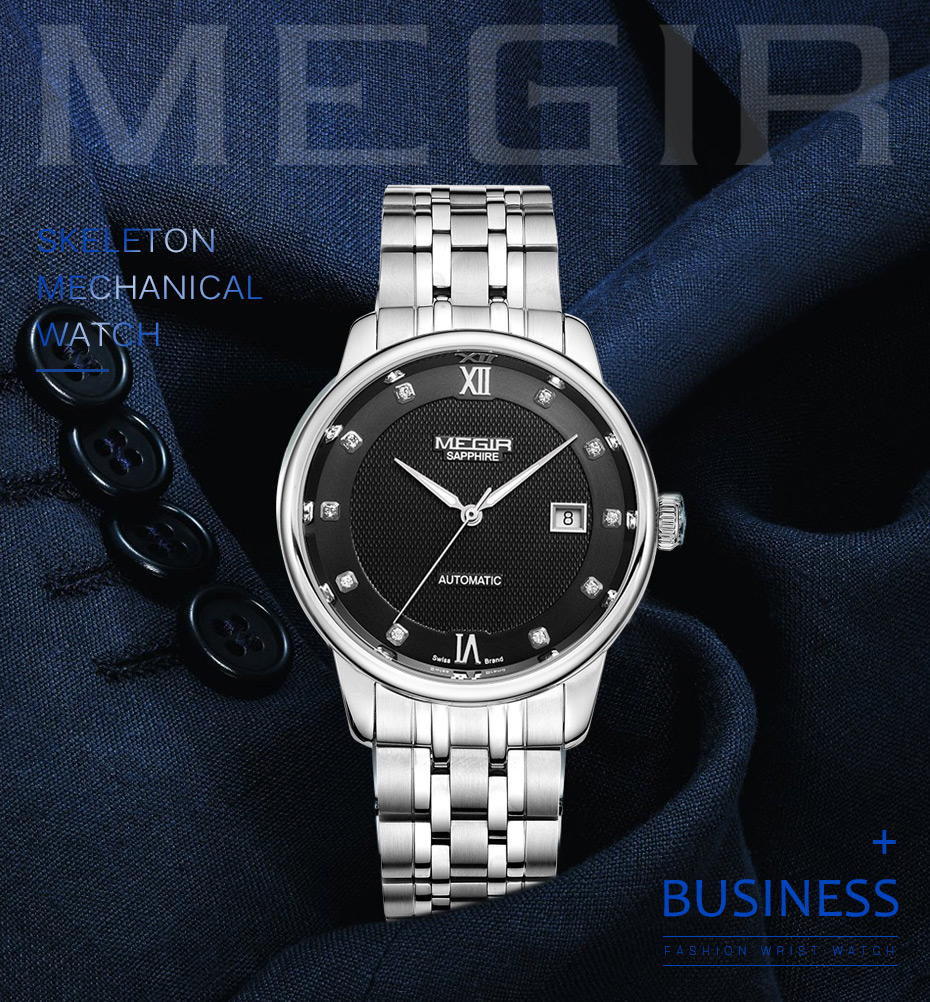 MEGIR
SKELETON
MECHANICAL
WATCH
XII
MEGIR
SAPPHIRE
8
AUTOMATIC
VI
Swiss Brand
+
BUSINESS
FASHION WRIST WATCH